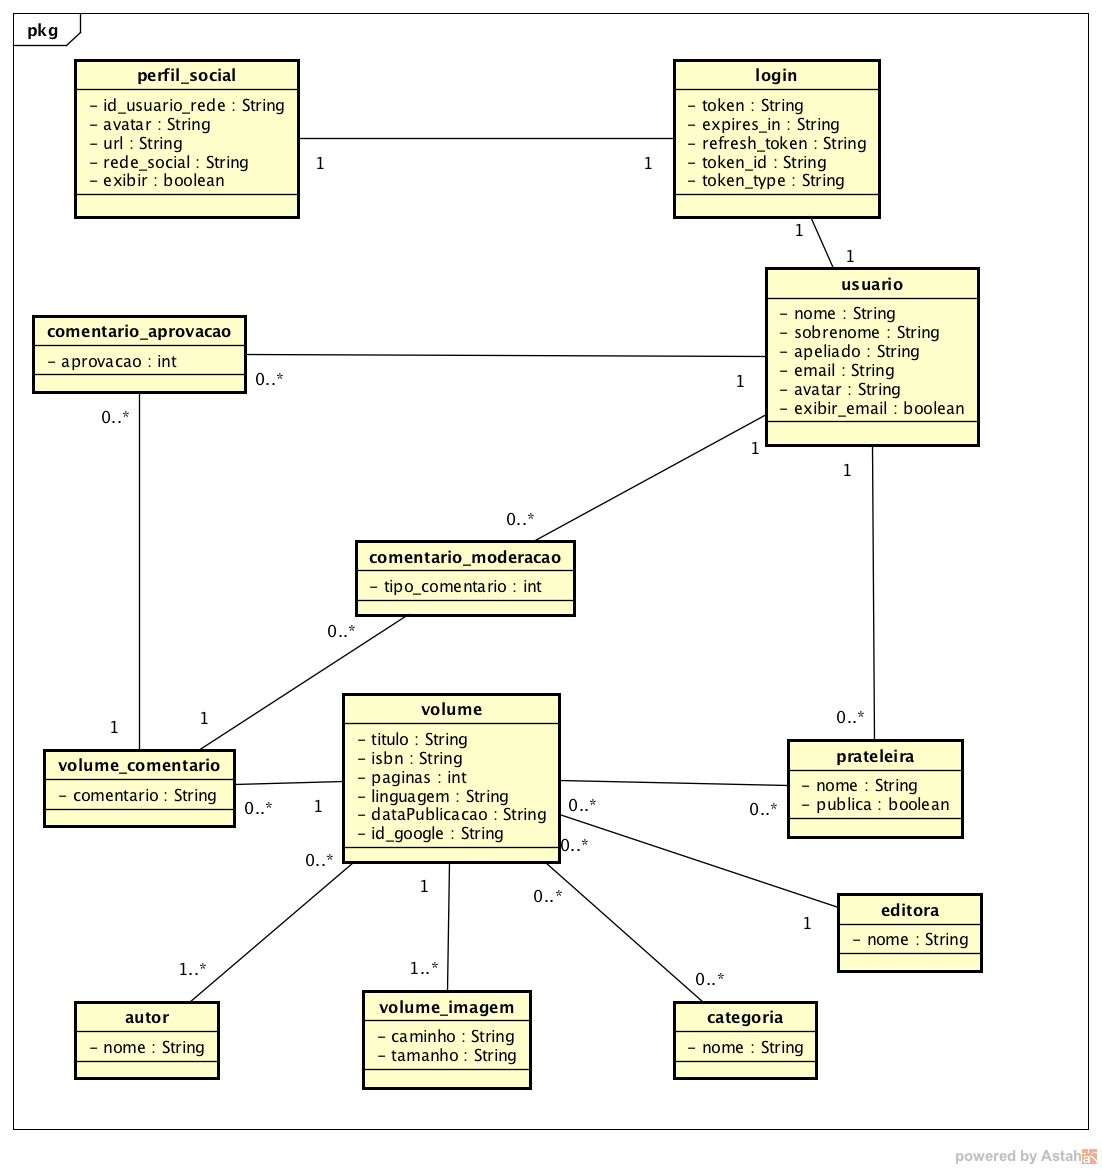 pkg
perfil_social
- id_usuario_rede : String
- avatar : String
- url : String
- rede_social : String
- exibir : boolean
login
- token : String
- expires_in : String
- refresh_token : String
- token_id : String
- token_type : String
1
1
1
1
usuario
- nome : String
- sobrenome : String
- apeliado : String
- email : String
- avatar : String
- exibir_email : boolean
comentario_aprovacao
- aprovacao : int
0..*
1
0..*
1
1
0..*
comentario_moderacao
- tipo_comentario : int
0..*
1
1
0..*
volume_comentario
- comentario : String
volume
- titulo : String
- isbn : String
- paginas : int
- linguagem : String
- dataPublicacao : String
- id_google : String
prateleira
- nome : String
- publica : boolean
0..*
1
0..*
0..*
0..*
0..*
1
0..*
1
editora
- nome : String
1..*
1..*
0..*
autor
- nome : String
volume_imagem
- caminho : String
- tamanho : String
categoria
- nome : String
powered by Astah